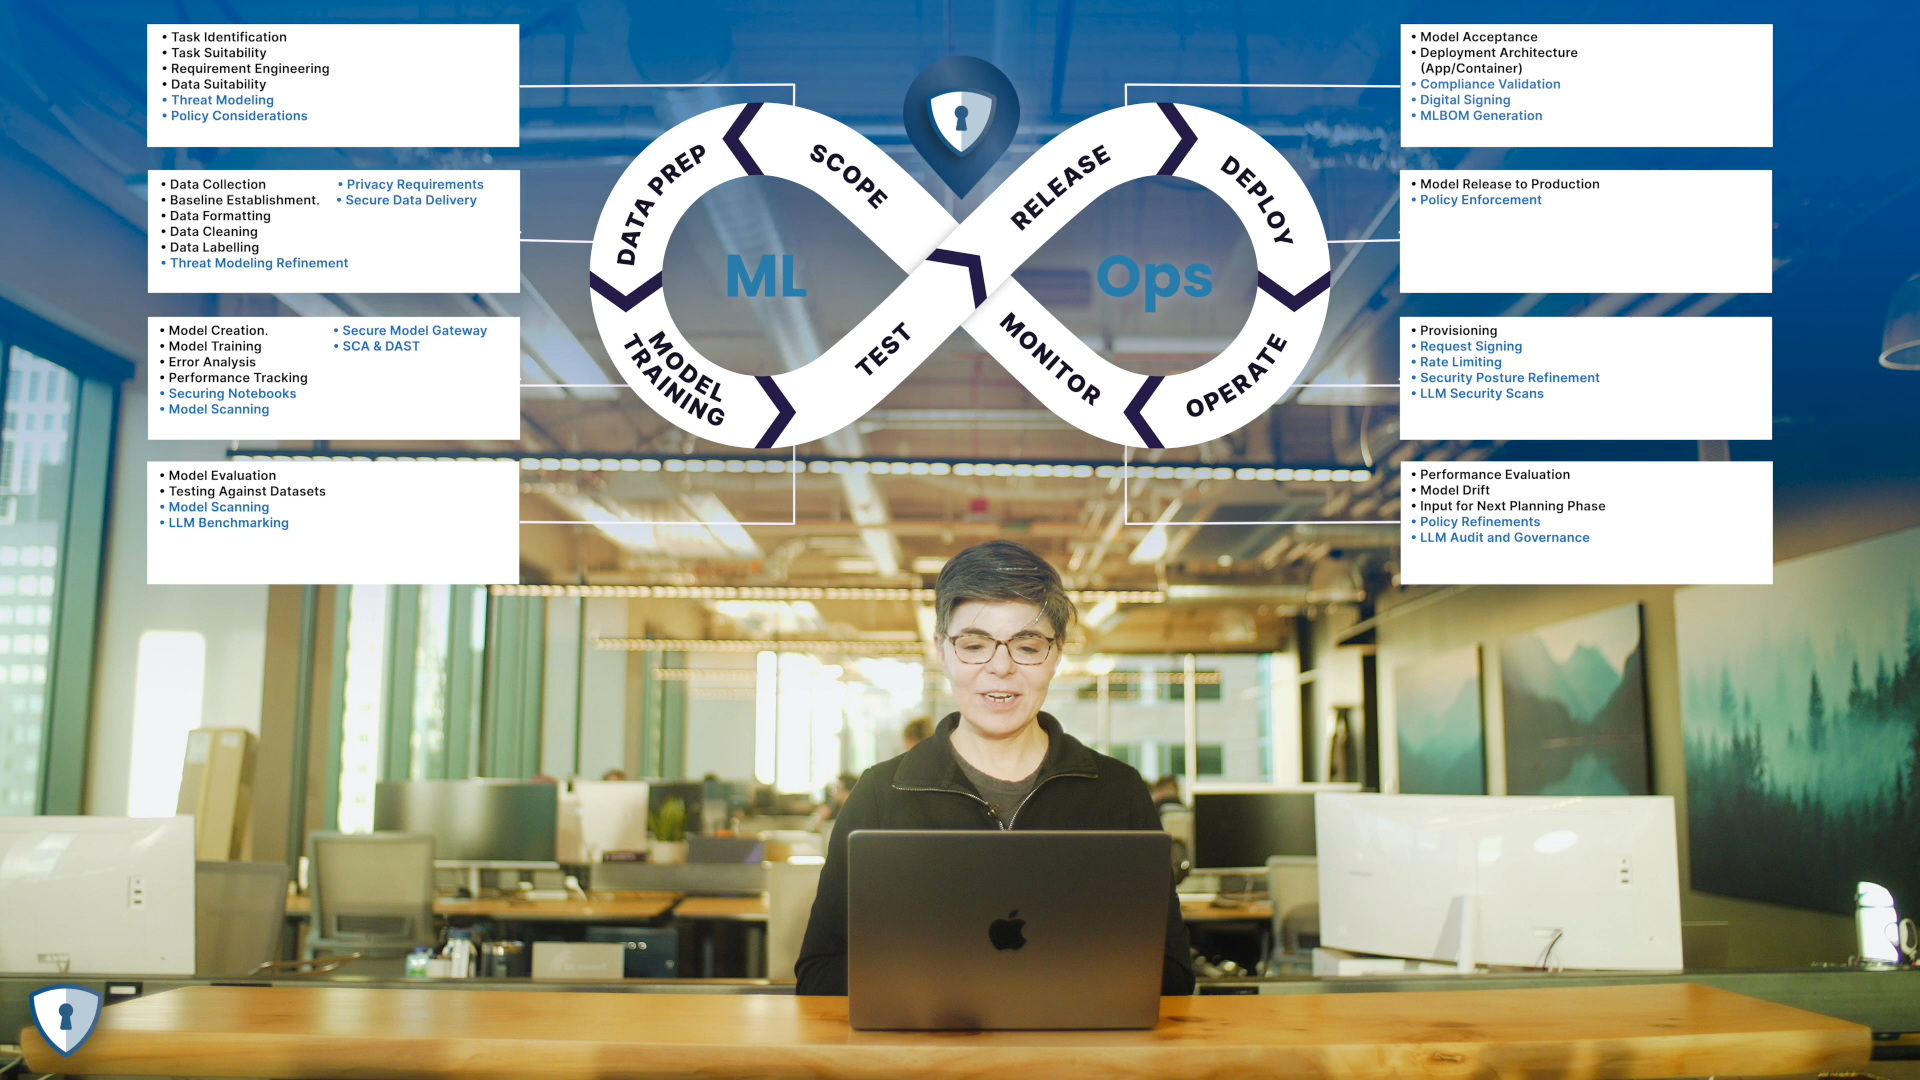 • Task Identification
• Task Suitability
• Requirement Engineering
• Data Suitability
• Threat Modeling
• Policy Considerations
• Data Collection
• Baseline Establishment.
• Data Formatting
• Data Cleaning
• Data Labelling
• Threat Modeling Refinement
• Privacy Requirements
• Secure Data Delivery
• Model Creation.
• Model Training
• Error Analysis
• Performance Tracking
• Securing Notebooks
• Model Scanning
• Secure Model Gateway
• SCA & DAST
• Model Evaluation
• Testing Against Datasets
• Model Scanning
• LLM Benchmarking
SCOPE
DATA PREP
ML
MODEL
TRAINING
TEST
RELEASE
DEPLOY
Ops
OPERATE
MONITOR
• Model Acceptance
• Deployment Architecture
(App/Container)
• Compliance Validation
• Digital Signing
• MLBOM Generation
• Model Release to Production
• Policy Enforcement
• Provisioning
• Request Signing
• Rate Limiting
• Security Posture Refinement
• LLM Security Scans
• Performance Evaluation
• Model Drift
• Input for Next Planning Phase
• Policy Refinements
• LLM Audit and Governance